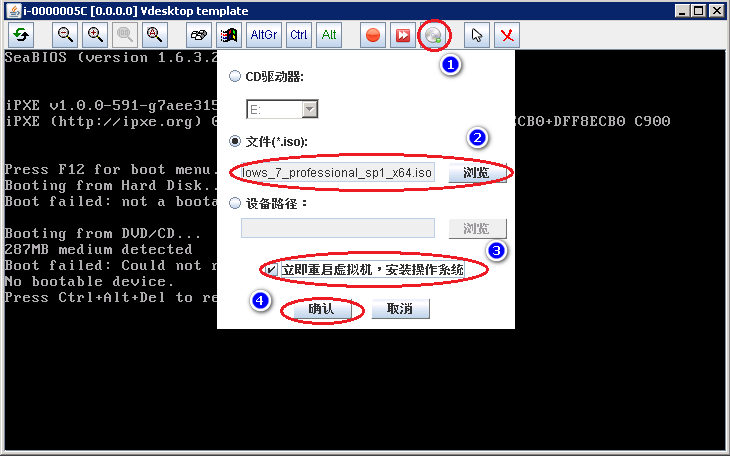 i-0000005C [0.0.0.0] ¥desktop template
AltGr Ctrl Alt
SeaBIOS (version 1.6.3.2
1
CD驱动器:
E:
iPXE v1.0.0-591-g7aee315
iPXE (http://ipxe.org) 0 ECB0+DFF8ECB0 C900
2
文件(*.iso):
lows_7_professional_sp1_x64.iso 浏览
Press F12 for boot menu.
Booting from Hard Disk..
Boot failed: not a boota
设备路径：
浏览
Booting from DVD/CD...
287MB medium detected
3
Boot failed: Could not r
立即重启虚拟机，安装操作系统
No bootable device.
Press Ctrl+Alt+Del to re
4
确认 取消